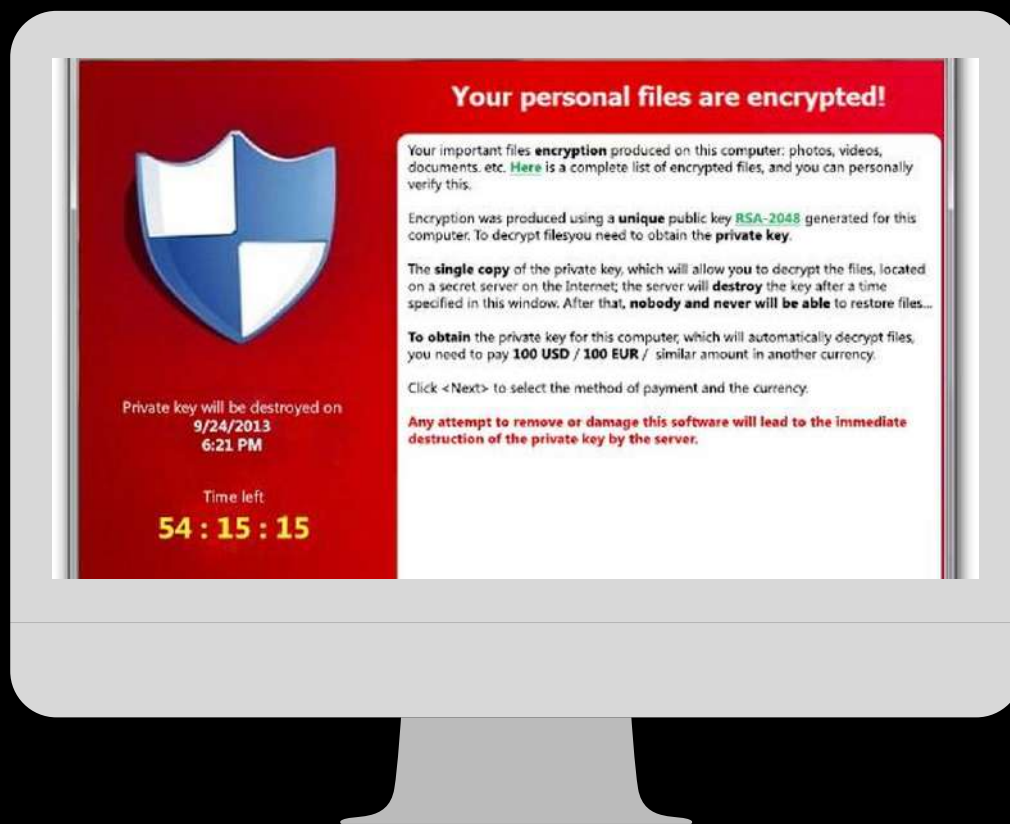 Your personal files are encrypted!
Your important files encryption produced on this computer: photos, videos,
documents. etc. Here is a complete list of encrypted files, and you can personally
verify this.
Encryption was produced using a unique public key RSA-2048 generated for this
computer. To decrypt filesyou need to obtain the private key.
The single copy of the private key, which will allow you to decrypt the files, located
on a secret server on the Internet; the server will destroy the key after a time
specified in this window. After that, nobody and never will be able to restore files...
To obtain the private key for this computer, which will automatically decrypt files,
you need to pay 100 USD / 100 EUR / similar amount in another currency.
Click <Next> to select the method of payment and the currency.
Any attempt to remove or damage this software will lead to the immediate
destruction of the private key by the server.
Private key will be destroyed on
9/24/2013
6:21 PM
Time left
54 : 15 : 15